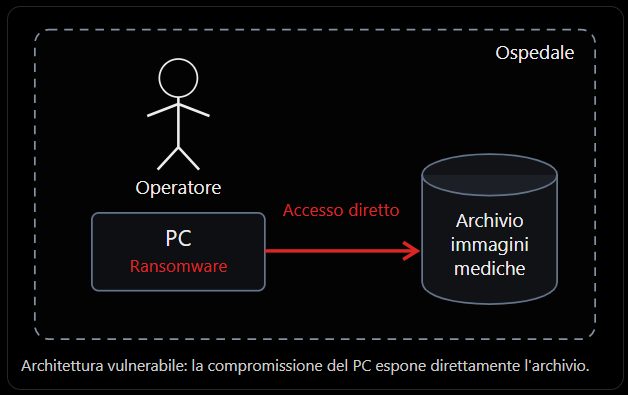 Ospedale
Operatore
PC
Ransomware
Accesso diretto
Archivio
immagini
mediche
Architettura vulnerabile: la compromissione del PC espone direttamente l'archivio.